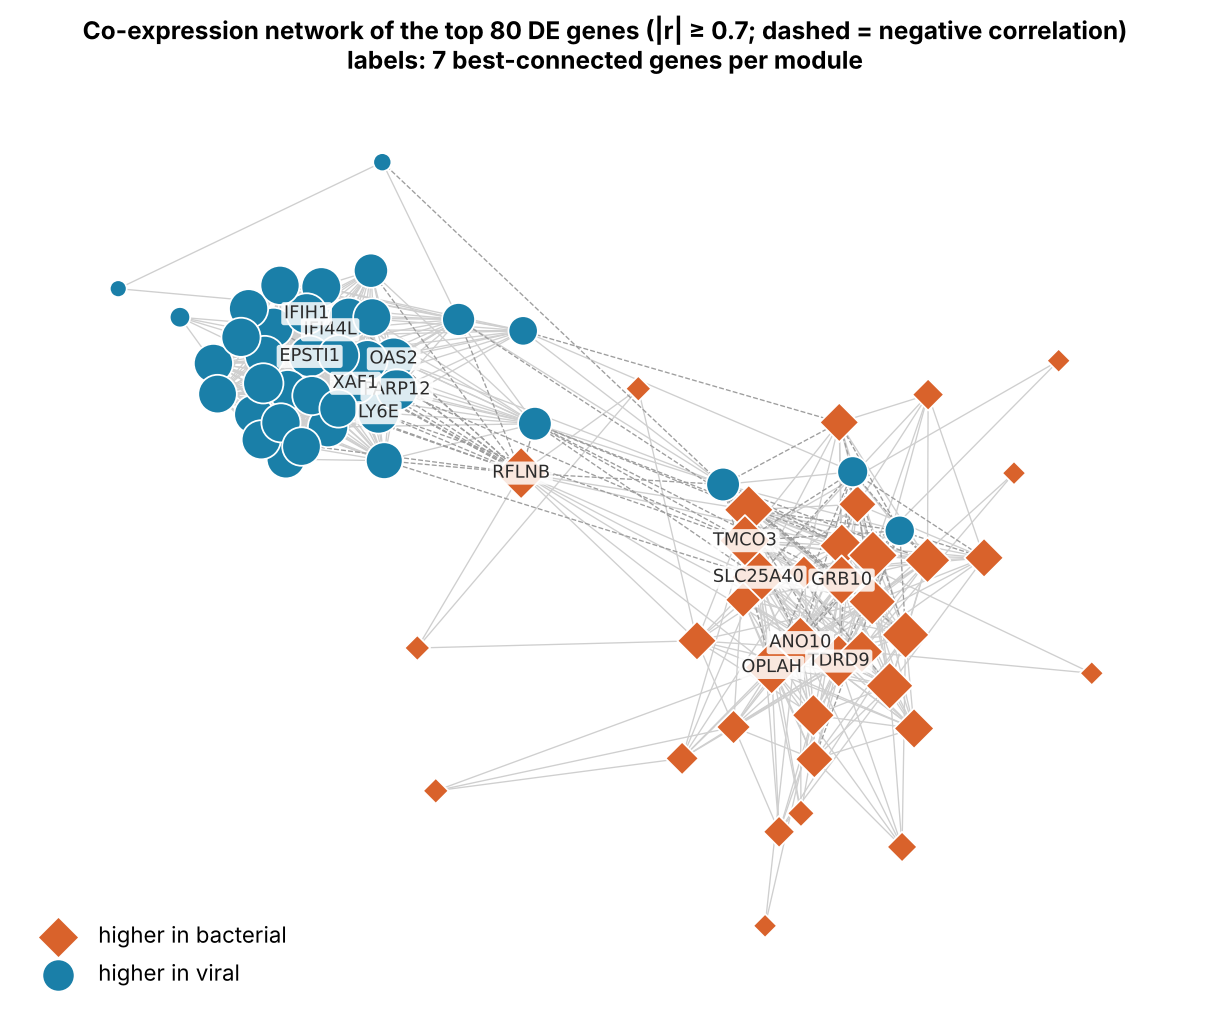 Co-expression network of the top 80 DE genes (|r| ≥ 0.7; dashed = negative correlation)
labels: 7 best-connected genes per module
IFIH1
IFI44L
EPSTI1
OAS2
XAF1
LY6E
RFLNB
TMCO3
SLC25A40
GRB10
ANO10
TDRD9
OPLAH
higher in bacterial
higher in viral